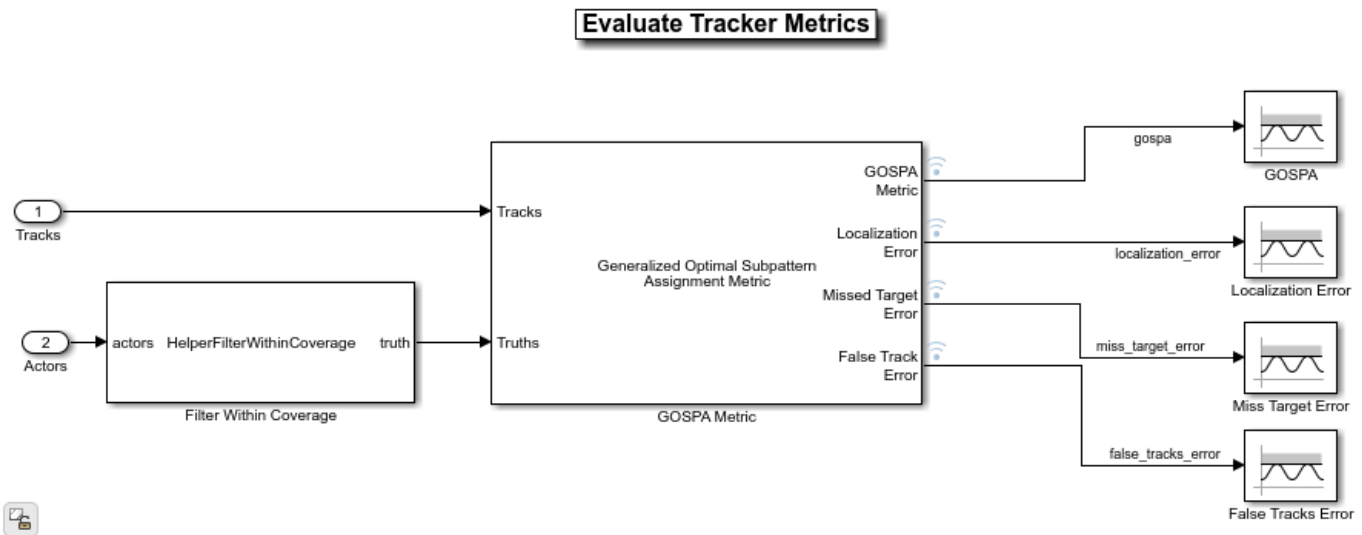 Evaluate Tracker Metrics
gospa
GOSPA
GOSPA
Metric
1
Tracks
Tracks
Localization
Error
localization_error
Localization Error
Generalized Optimal Subpattern
Assignment Metric
Missed Target
Error
miss_target_error
Miss Target Error
2
Actors
actors
HelperFilterWithinCoverage
truth
Filter Within Coverage
Truths
False Track
Error
GOSPA Metric
false_tracks_error
False Tracks Error